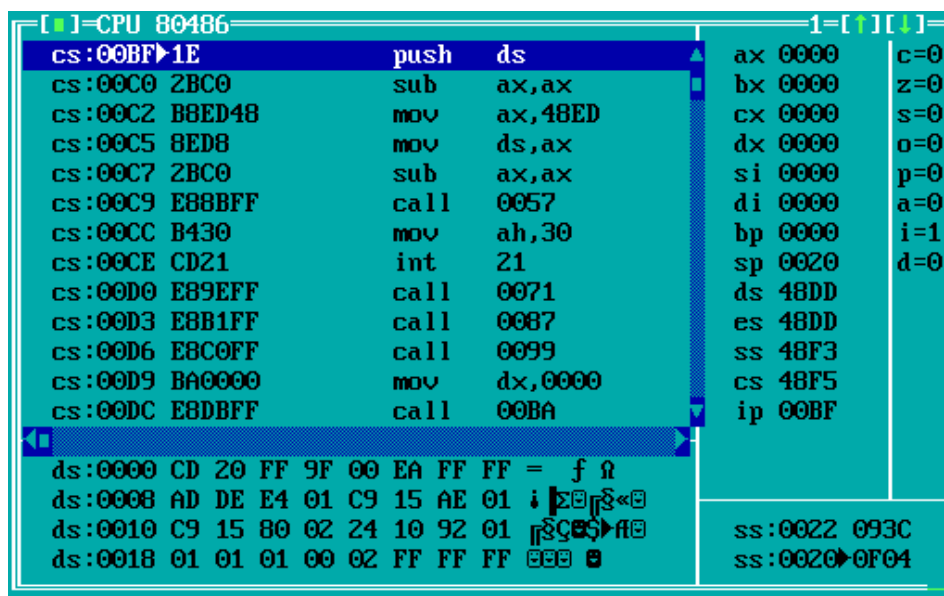 [■]=CPU 80486 1=[↑][↓]
cs:00BF►1E push ds ax 0000 c=0
cs:00C0 2BC0 sub ax,ax bx 0000 z=0
cs:00C2 B8ED48 mov ax,48ED cx 0000 s=0
cs:00C5 8ED8 mov ds,ax dx 0000 o=0
cs:00C7 2BC0 sub ax,ax si 0000 p=0
cs:00C9 E88BFF call 0057 di 0000 a=0
cs:00CC B430 mov ah,30 bp 0000 i=1
cs:00CE CD21 int 21 sp 0020 d=0
cs:00D0 E89EFF call 0071 ds 48DD
cs:00D3 E8B1FF call 0087 es 48DD
cs:00D6 E8C0FF call 0099 ss 48F3
cs:00D9 BA0000 mov dx,0000 cs 48F5
cs:00DC E8DBFF call 00BA ip 00BF
ds:0000 CD 20 FF 9F 00 EA FF FF = ƒ Ω
ds:0008 AD DE E4 01 C9 15 AE 01 ¡▐Σ☺╔§«☺
ds:0010 C9 15 80 02 24 10 92 01 ╔§Ç☻$►Æ☺ ss:0022 093C
ds:0018 01 01 01 00 02 FF FF FF ☺☺☺ ☻ ss:0020►0F04